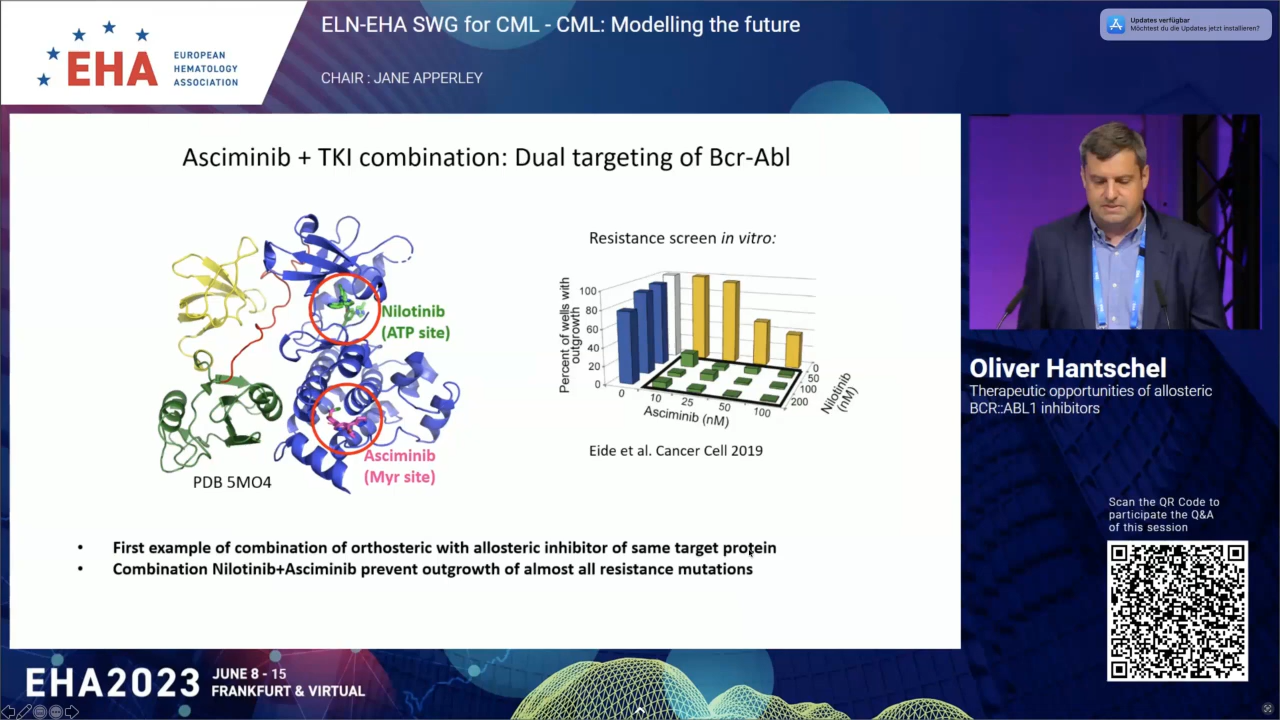 ELN-EHA SWG for CML - CML: Modelling the future
CHAIR : JANE APPERLEY
EHA
EUROPEAN
HEMATOLOGY
ASSOCIATION
Updates verfügbar
Möchtest du die Updates jetzt installieren?
Asciminib + TKI combination: Dual targeting of Bcr-Abl
Nilotinib
(ATP site)
Asciminib
(Myr site)
PDB 5MO4
Resistance screen in vitro:
Percent of wells with
outgrowth
100
80
60
40
20
0
0
10
25
50
100
Asciminib (nM)
0
50
100
200
Nilotinib
(nM)
Eide et al. Cancer Cell 2019
• First example of combination of orthosteric with allosteric inhibitor of same target protein
• Combination Nilotinib+Asciminib prevent outgrowth of almost all resistance mutations
Oliver Hantschel
Therapeutic opportunities of allosteric
BCR::ABL1 inhibitors
Scan the QR Code to
participate the Q&A
of this session
EHA2023
JUNE 8 - 15
FRANKFURT & VIRTUAL